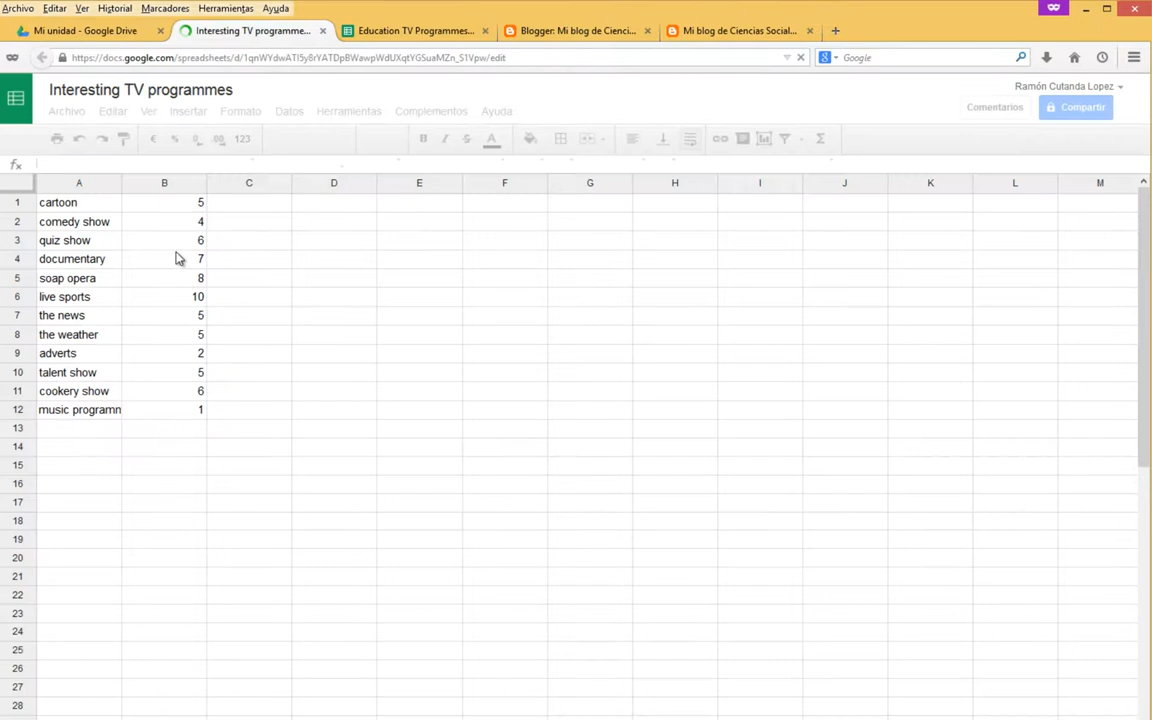 Archivo Editar Ver Historial Marcadores Herramientas Ayuda
Mi unidad - Google Drive Interesting TV programme... Education TV Programmes... Blogger: Mi blog de Cienci... Mi blog de Ciencias Social...
https://docs.google.com/spreadsheets/d/1qnWYdwATI5y8rYATDpBWawpWdUXqtYGSuaMZn_S1Vpw/edit Google
Interesting TV programmes Ramón Cutanda Lopez
Archivo Editar Ver Insertar Formato Datos Herramientas Complementos Ayuda Comentarios Compartir
€ % .0 .00 123 B I S A Σ
fx
A B C D E F G H I J K L M
1 cartoon 5
2 comedy show 4
3 quiz show 6
4 documentary 7
5 soap opera 8
6 live sports 10
7 the news 5
8 the weather 5
9 adverts 2
10 talent show 5
11 cookery show 6
12 music programm 1
13
14
15
16
17
18
19
20
21
22
23
24
25
26
27
28